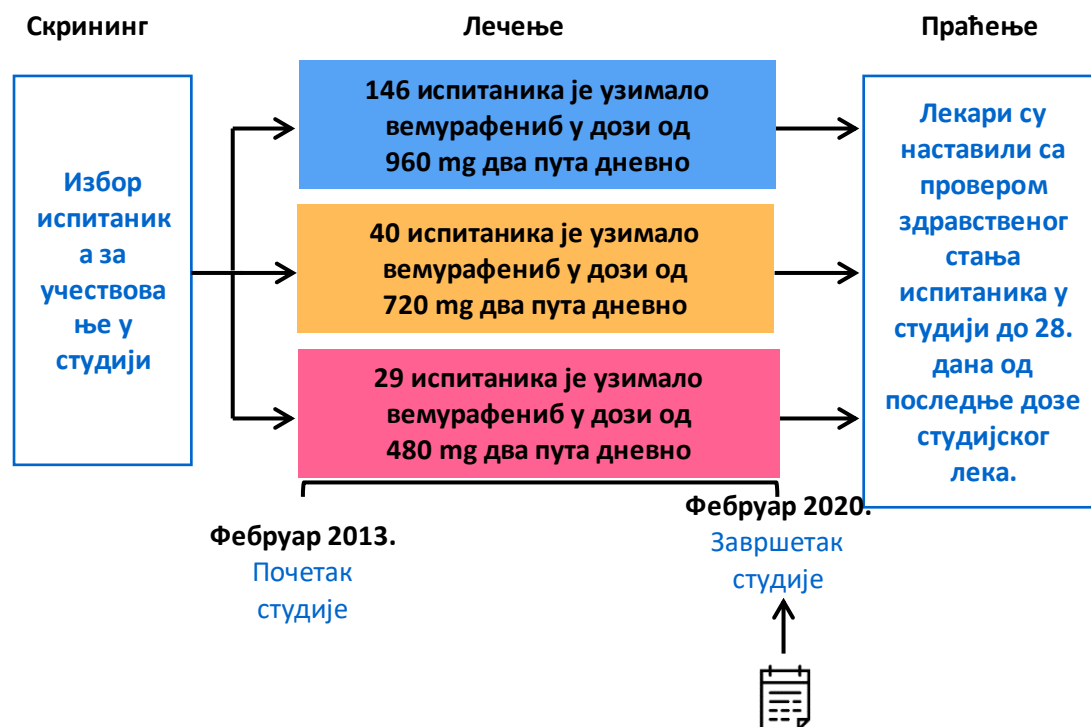 Скрининг
Лечење
Праћење
Избор
испитаник
а за
учествова
ње у
студији
146 испитаника је узимало
вемурафениб у дози од
960 mg два пута дневно
40 испитаника је узимало
вемурафениб у дози од
720 mg два пута дневно
29 испитаника је узимало
вемурафениб у дози од
480 mg два пута дневно
Лекари су
наставили са
провером
здравственог
стања
испитаника у
студији до 28.
дана од
последње дозе
студијског
лека.
Фебруар 2013.
Почетак
студије
Фебруар 2020.
Завршетак
студије